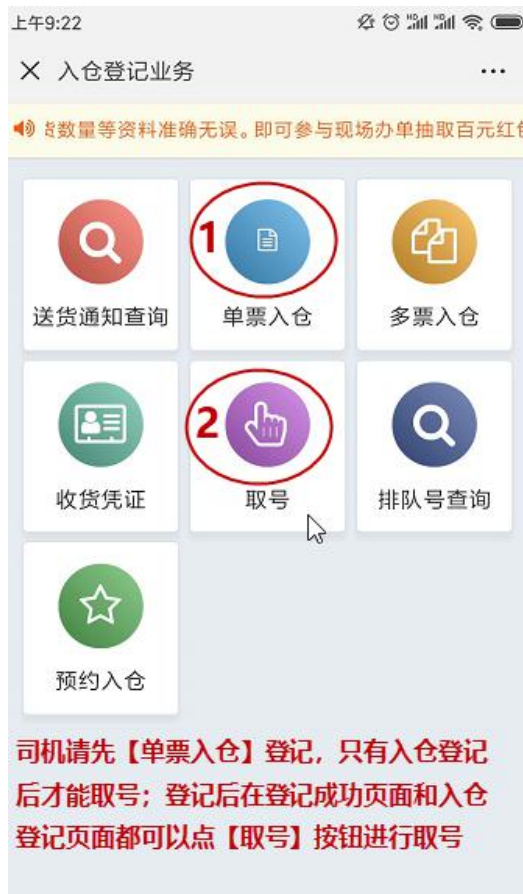 上午9:22
入仓登记业务
数量等资料准确无误。即可参与现场办单抽取百元红
1
送货通知查询 单票入仓 多票入仓
2
收货凭证 取号 排队号查询
预约入仓
司机请先【单票入仓】登记，只有入仓登记
后才能取号；登记后在登记成功页面和入仓
登记页面都可以点【取号】按钮进行取号